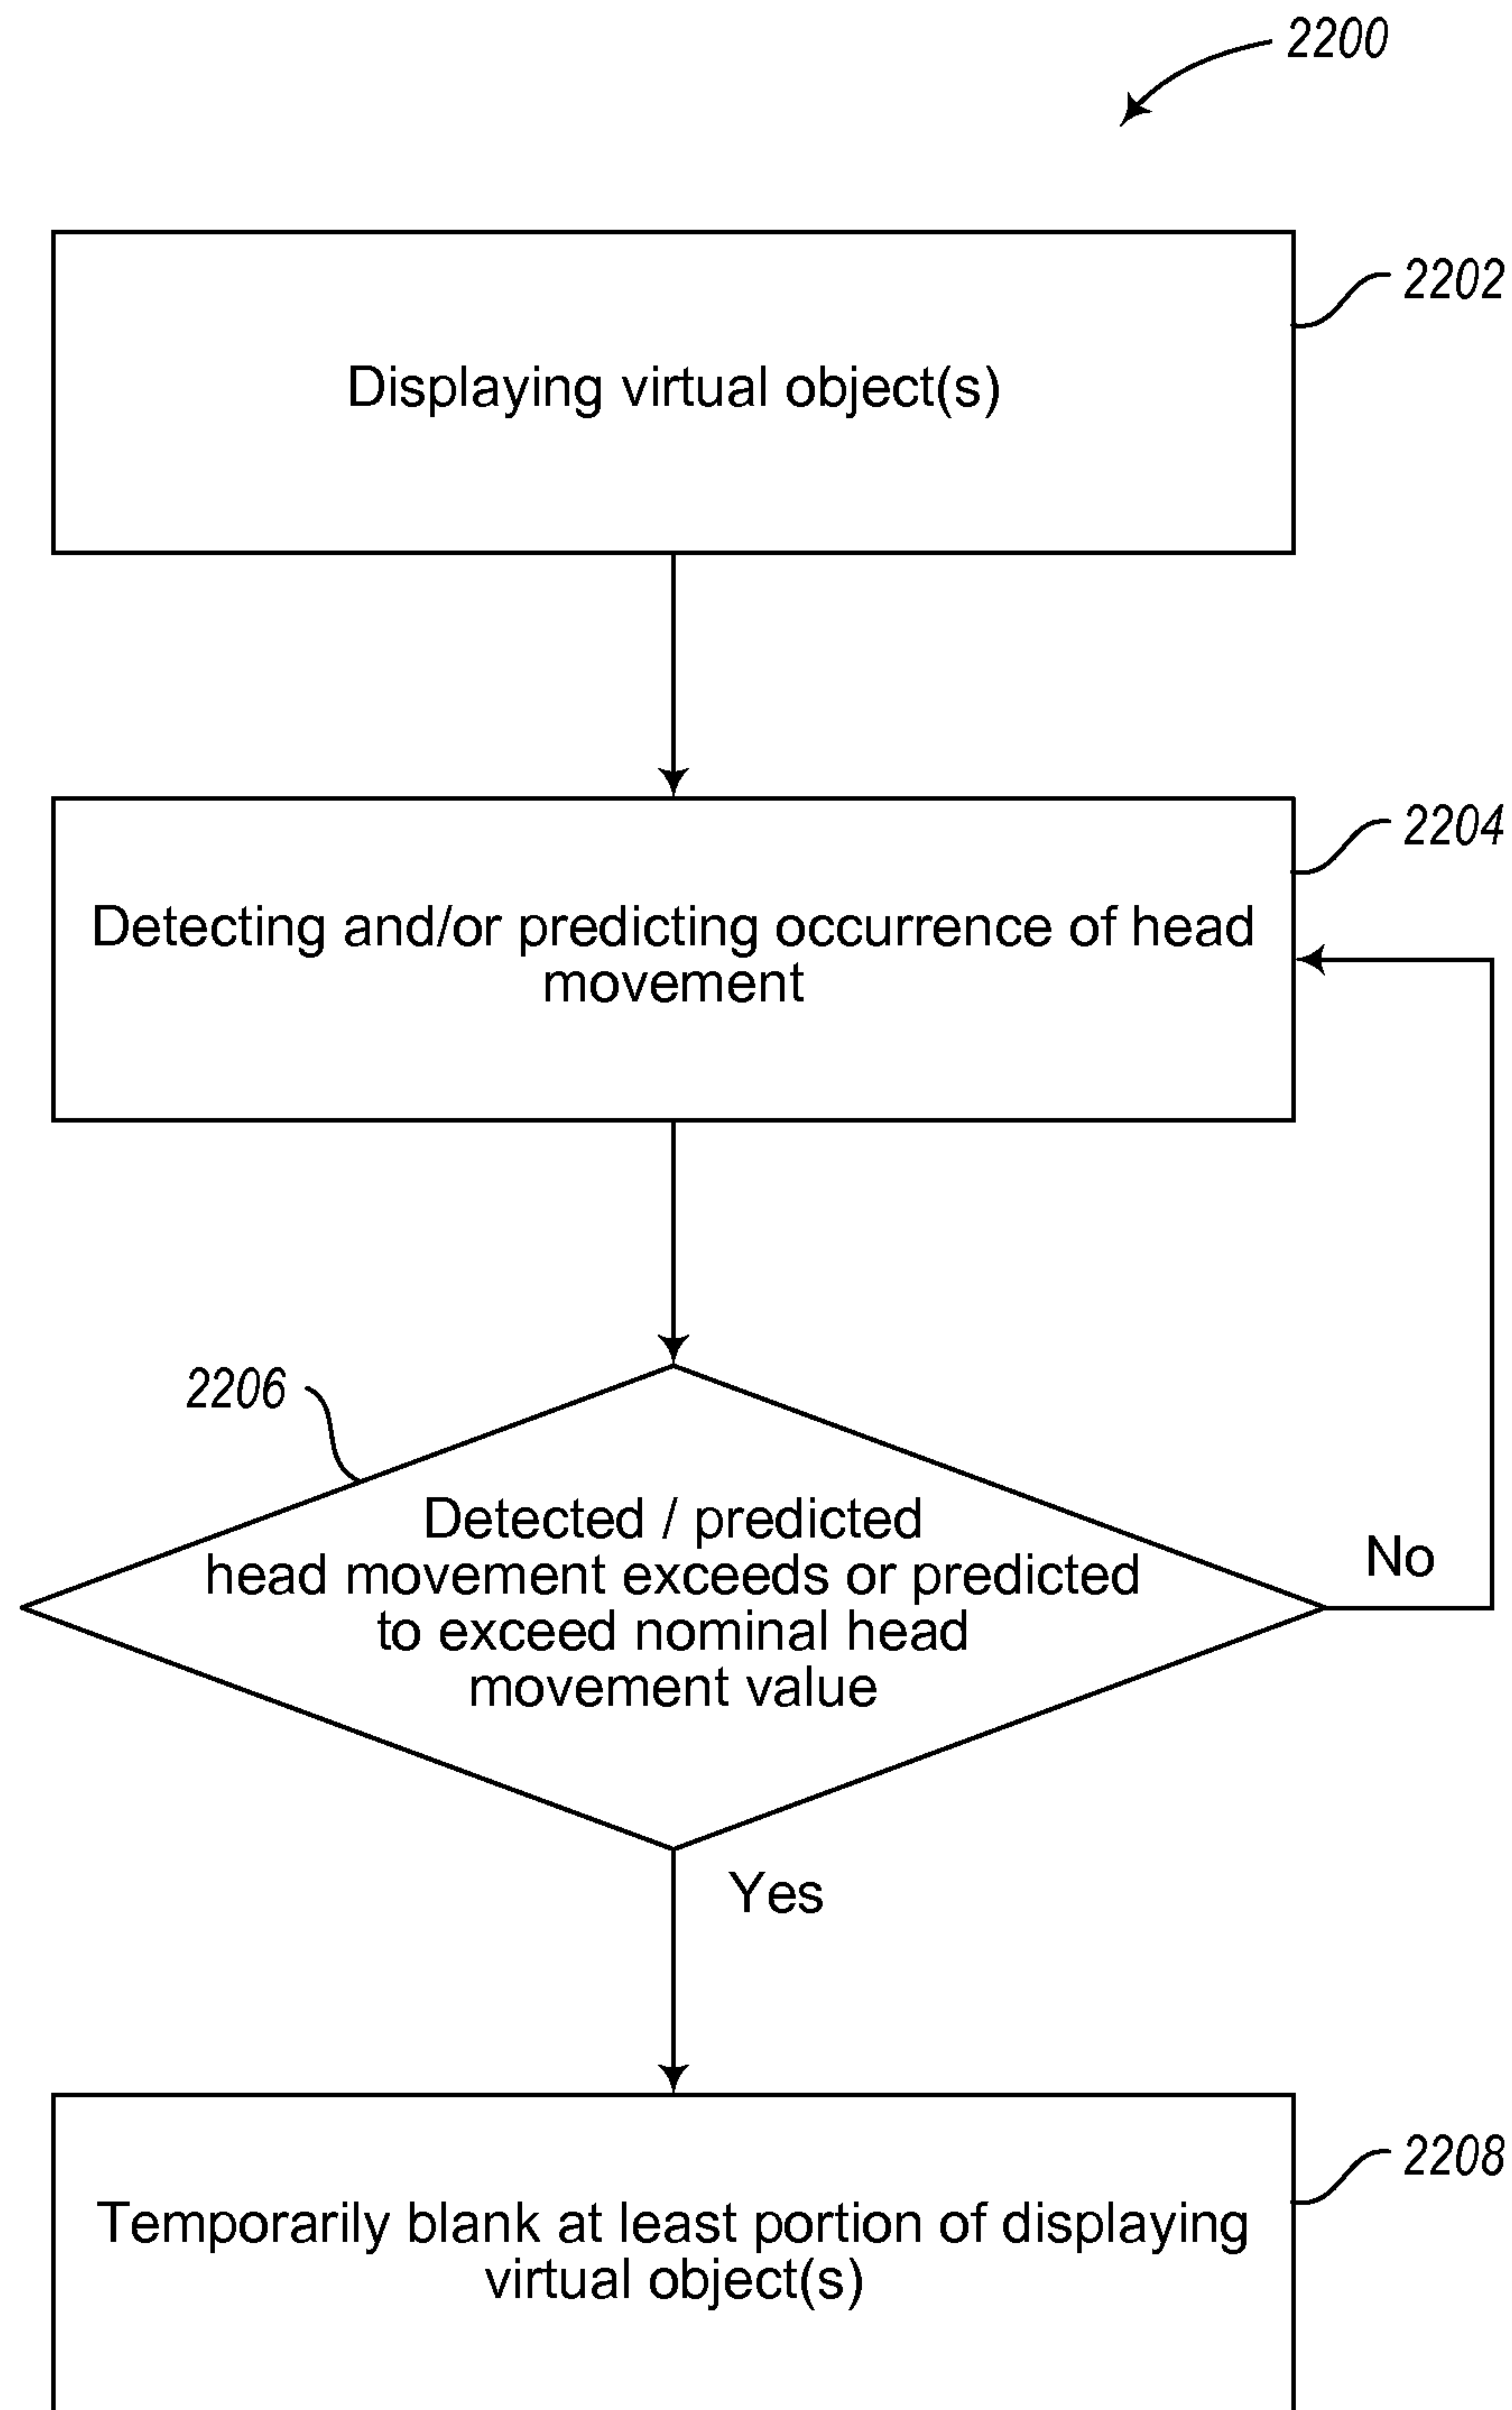 2200
2202
Displaying virtual object(s)
2204
Detecting and/or predicting occurrence of head
movement
2206
Detected / predicted
head movement exceeds or predicted
to exceed nominal head
movement value
No
Yes
2208
Temporarily blank at least portion of displaying
virtual object(s)